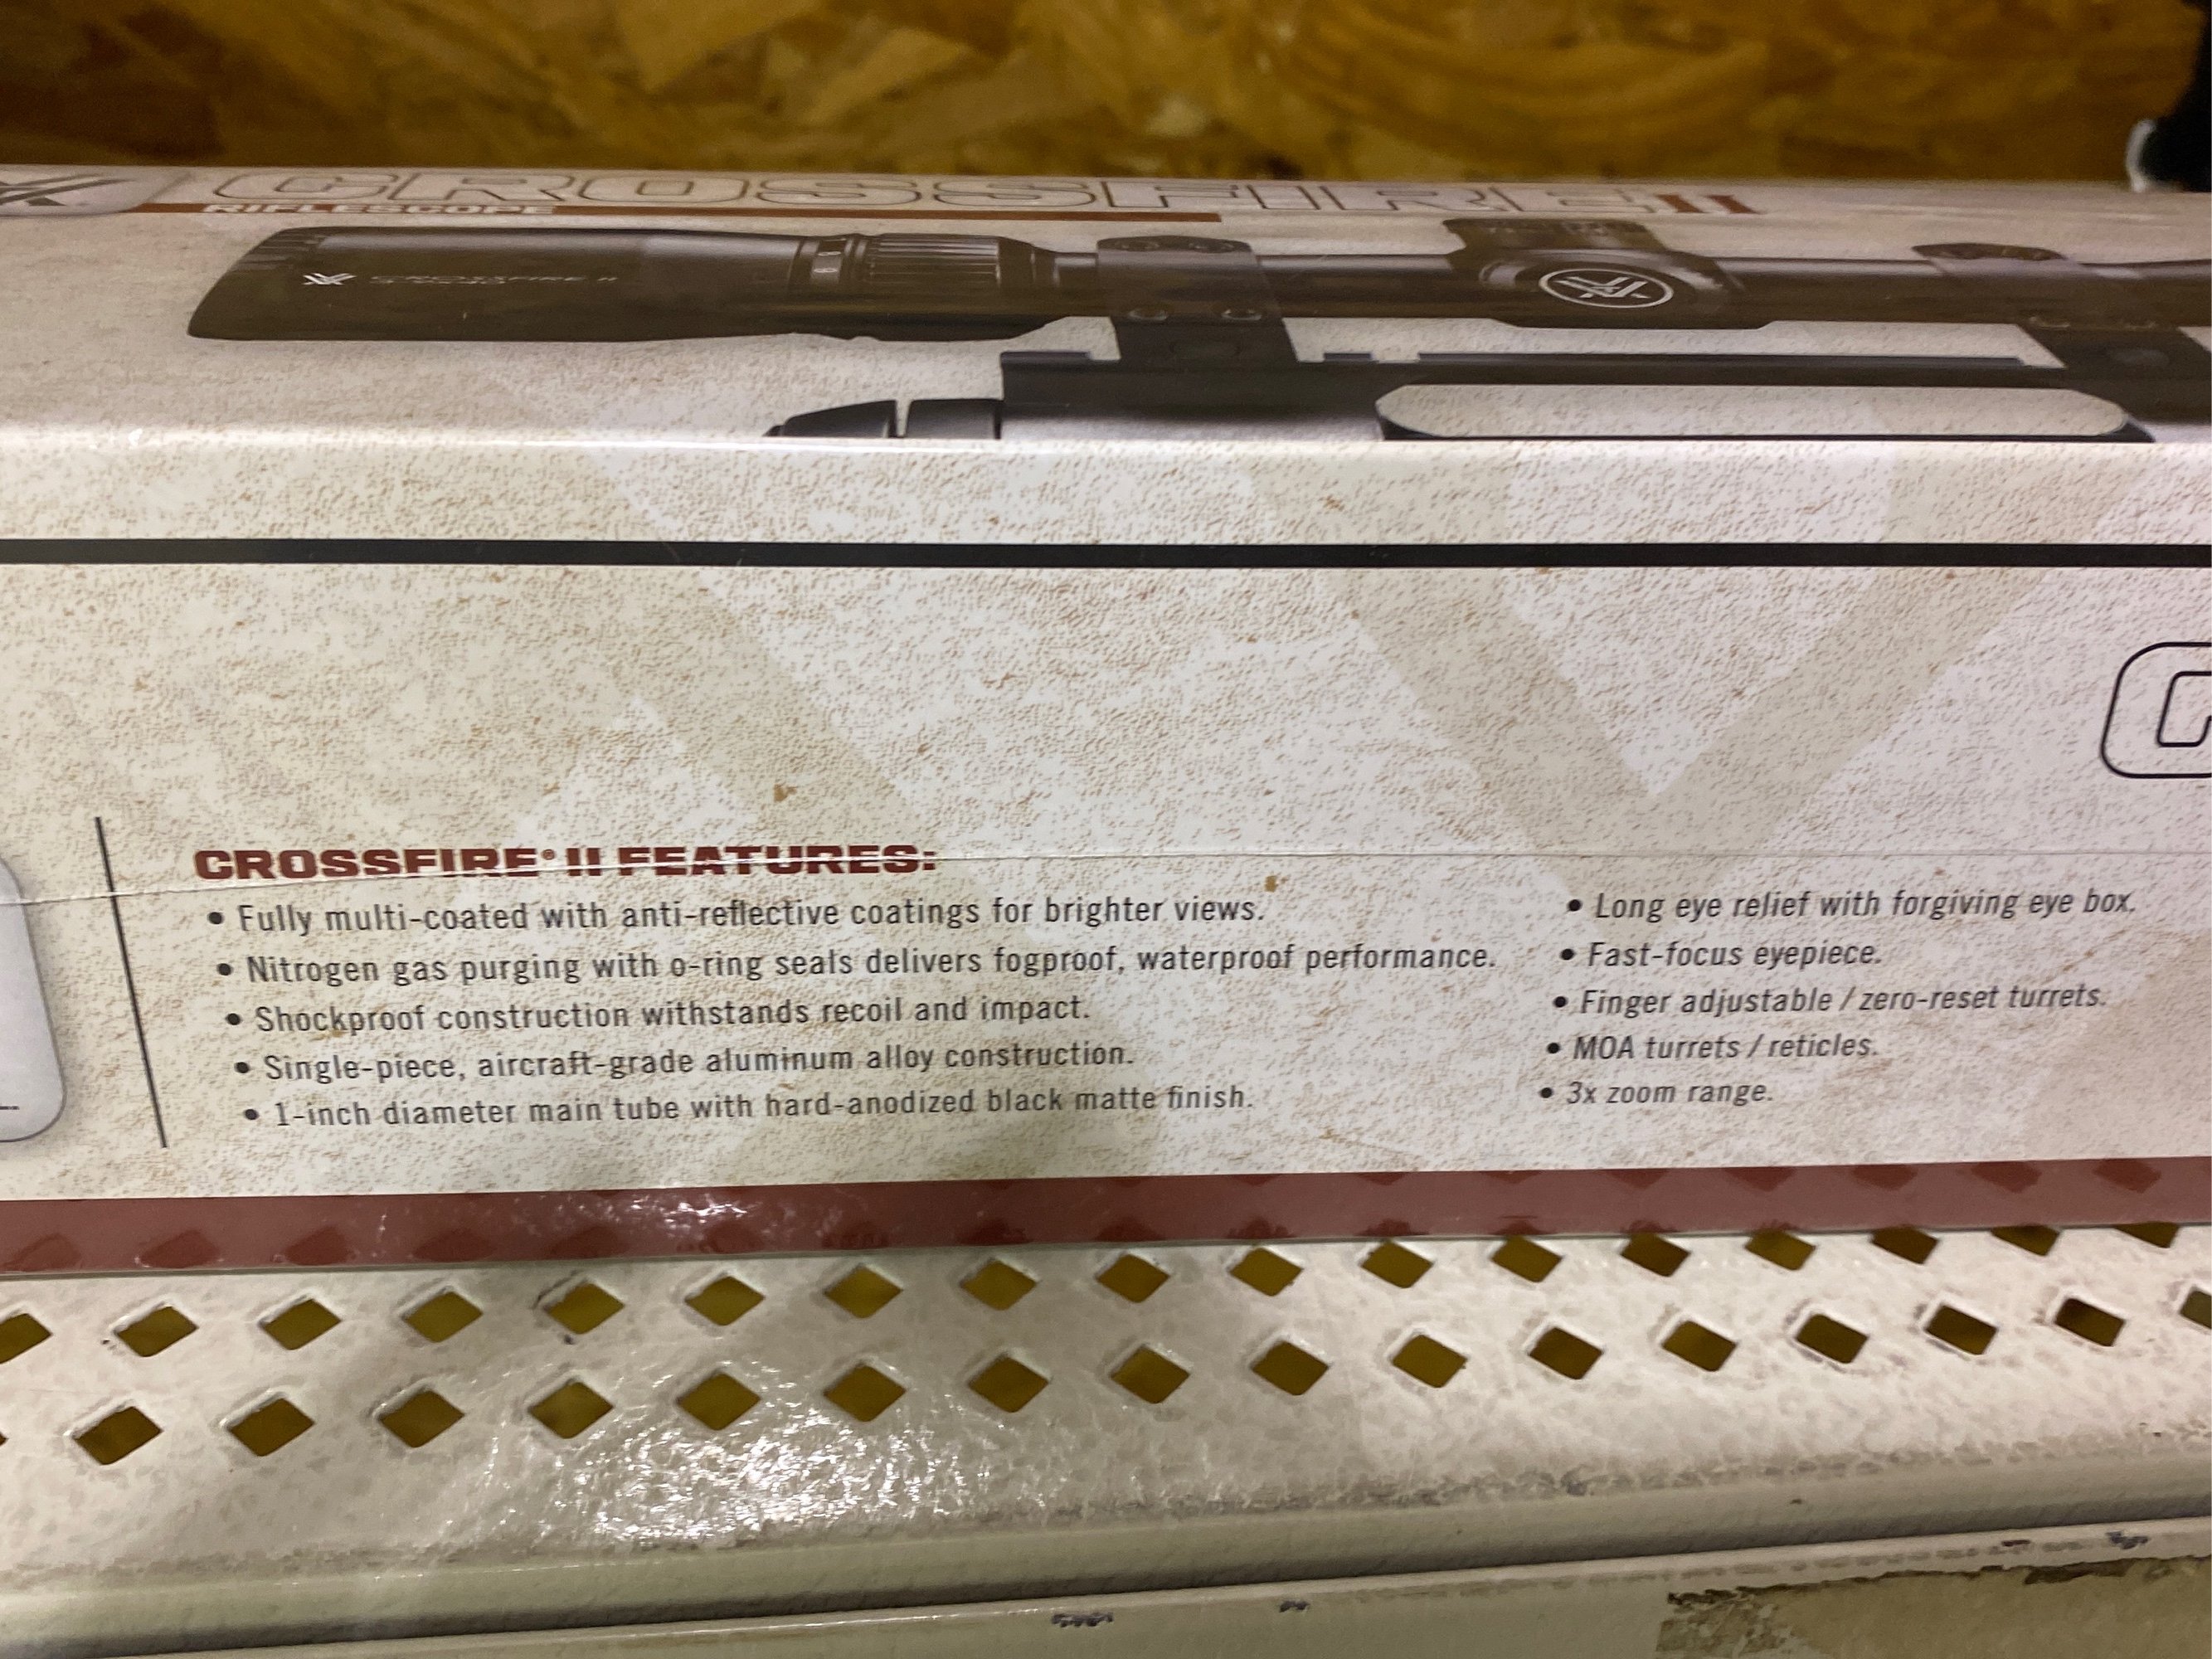 CROSSFIRE II
RIFLESCOPE
CROSSFIRE II
CROSSFIRE® II FEATURES:
• Fully multi-coated with anti-reflective coatings for brighter views.
• Nitrogen gas purging with o-ring seals delivers fogproof, waterproof performance.
• Shockproof construction withstands recoil and impact.
• Single-piece, aircraft-grade aluminum alloy construction.
• 1-inch diameter main tube with hard-anodized black matte finish.
• Long eye relief with forgiving eye box.
• Fast-focus eyepiece.
• Finger adjustable / zero-reset turrets.
• MOA turrets / reticles.
• 3x zoom range.